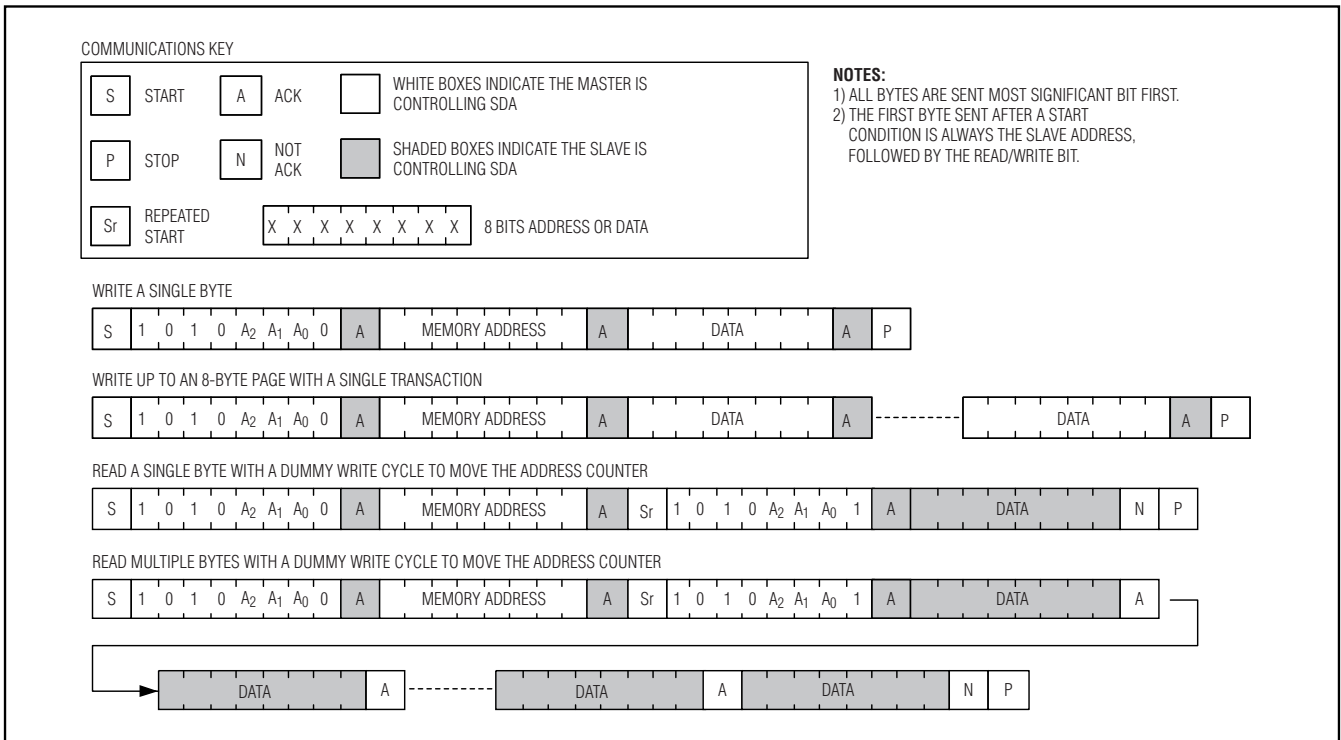 COMMUNICATIONS KEY
S START A ACK WHITE BOXES INDICATE THE MASTER IS
CONTROLLING SDA
P STOP N NOT
ACK SHADED BOXES INDICATE THE SLAVE IS
CONTROLLING SDA
Sr REPEATED
START X X X X X X X X 8 BITS ADDRESS OR DATA
NOTES:
1) ALL BYTES ARE SENT MOST SIGNIFICANT BIT FIRST.
2) THE FIRST BYTE SENT AFTER A START
CONDITION IS ALWAYS THE SLAVE ADDRESS,
FOLLOWED BY THE READ/WRITE BIT.
WRITE A SINGLE BYTE
S 1 0 1 0 A2 A1 A0 0 A MEMORY ADDRESS A DATA A P
WRITE UP TO AN 8-BYTE PAGE WITH A SINGLE TRANSACTION
S 1 0 1 0 A2 A1 A0 0 A MEMORY ADDRESS A DATA A DATA A P
READ A SINGLE BYTE WITH A DUMMY WRITE CYCLE TO MOVE THE ADDRESS COUNTER
S 1 0 1 0 A2 A1 A0 0 A MEMORY ADDRESS A Sr 1 0 1 0 A2 A1 A0 1 A DATA N P
READ MULTIPLE BYTES WITH A DUMMY WRITE CYCLE TO MOVE THE ADDRESS COUNTER
S 1 0 1 0 A2 A1 A0 0 A MEMORY ADDRESS A Sr 1 0 1 0 A2 A1 A0 1 A DATA A
DATA A DATA A DATA N P